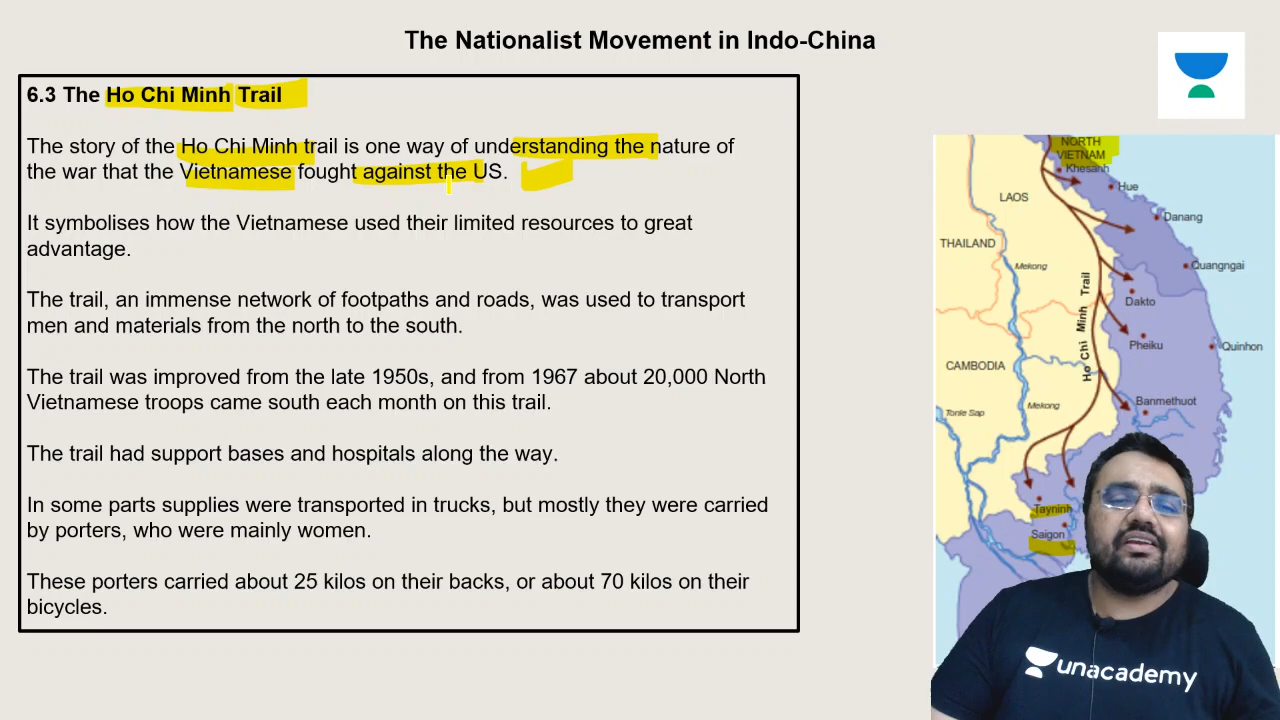 The Nationalist Movement in Indo-China
6.3 The Ho Chi Minh Trail
The story of the Ho Chi Minh trail is one way of understanding the nature of
the war that the Vietnamese fought against the US.
It symbolises how the Vietnamese used their limited resources to great
advantage.
The trail, an immense network of footpaths and roads, was used to transport
men and materials from the north to the south.
The trail was improved from the late 1950s, and from 1967 about 20,000 North
Vietnamese troops came south each month on this trail.
The trail had support bases and hospitals along the way.
In some parts supplies were transported in trucks, but mostly they were carried
by porters, who were mainly women.
These porters carried about 25 kilos on their backs, or about 70 kilos on their
bicycles.
NORTH
VIETNAM
Khesanh
Hue
LAOS
Danang
THAILAND
Mekong
Quangngai
Dakto
Ho Chi Minh Trail
Pheiku
Quinhon
CAMBODIA
Banmethuot
Mekong
Tonle Sap
Tayninh
Saigon
unacademy